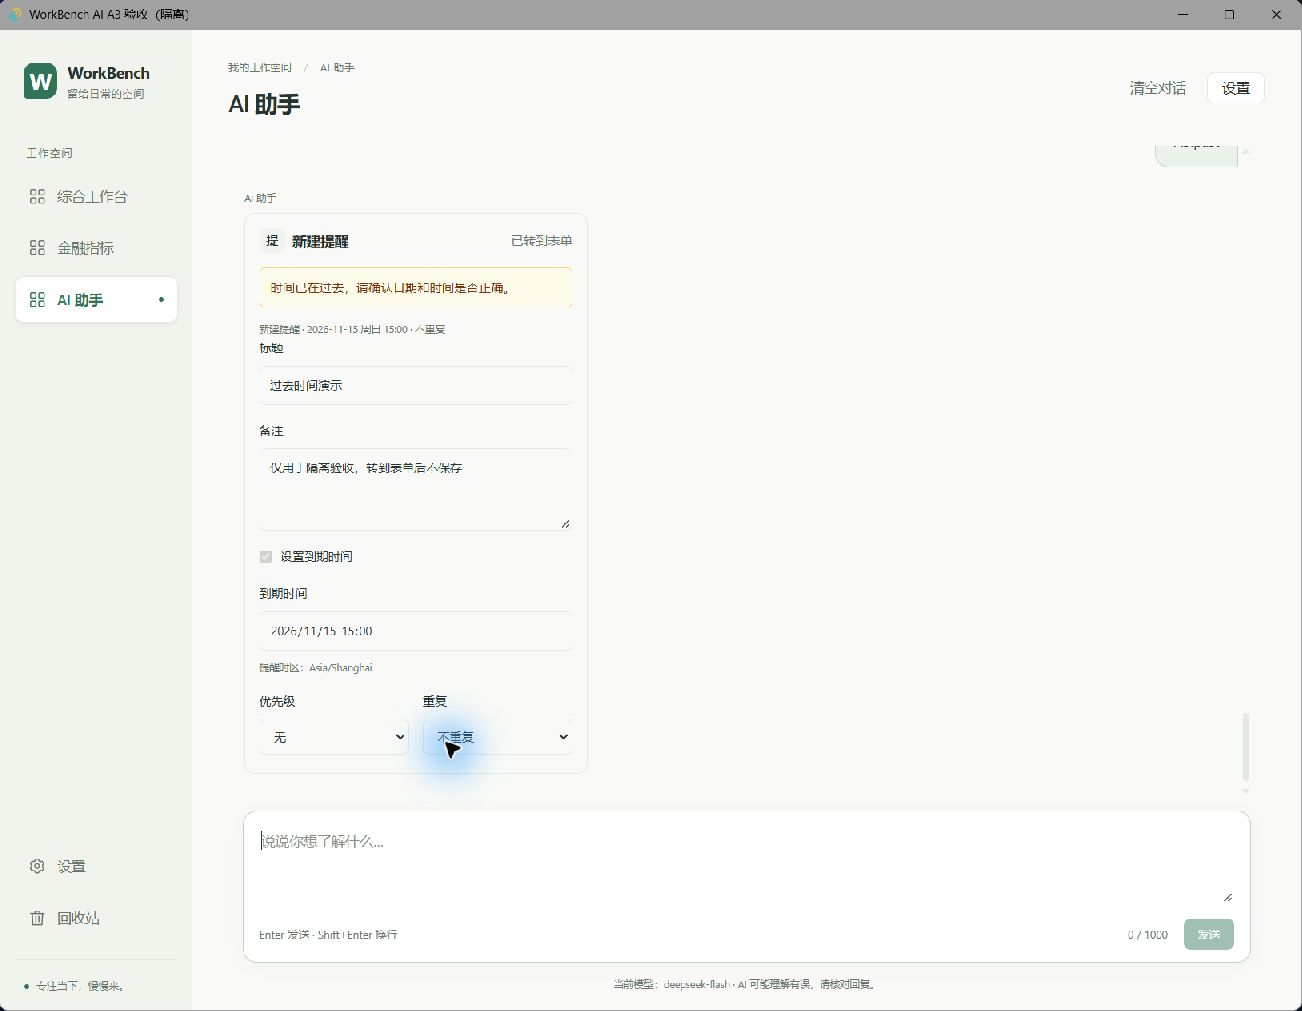 WorkBench AI A3 验收（隔离）
W
WorkBench
留给日常的空间
工作空间
综合工作台
金融指标
AI 助手
设置
回收站
专注当下，慢慢来。
我的工作空间 / AI 助手
AI 助手
清空对话
设置
AI 助手
提 新建提醒 已转到表单
时间已在过去，请确认日期和时间是否正确。
新建提醒 · 2026-11-15 周日 15:00 · 不重复
标题
过去时间演示
备注
仅用于隔离验收，转到表单后不保存
设置到期时间
到期时间
2026/11/15 15:00
提醒时区：Asia/Shanghai
优先级 重复
无 不重复
说说你想了解什么...
Enter 发送 · Shift+Enter 换行
0 / 1000
发送
当前模型：deepseek-flash · AI 可能理解有误，请核对回复。